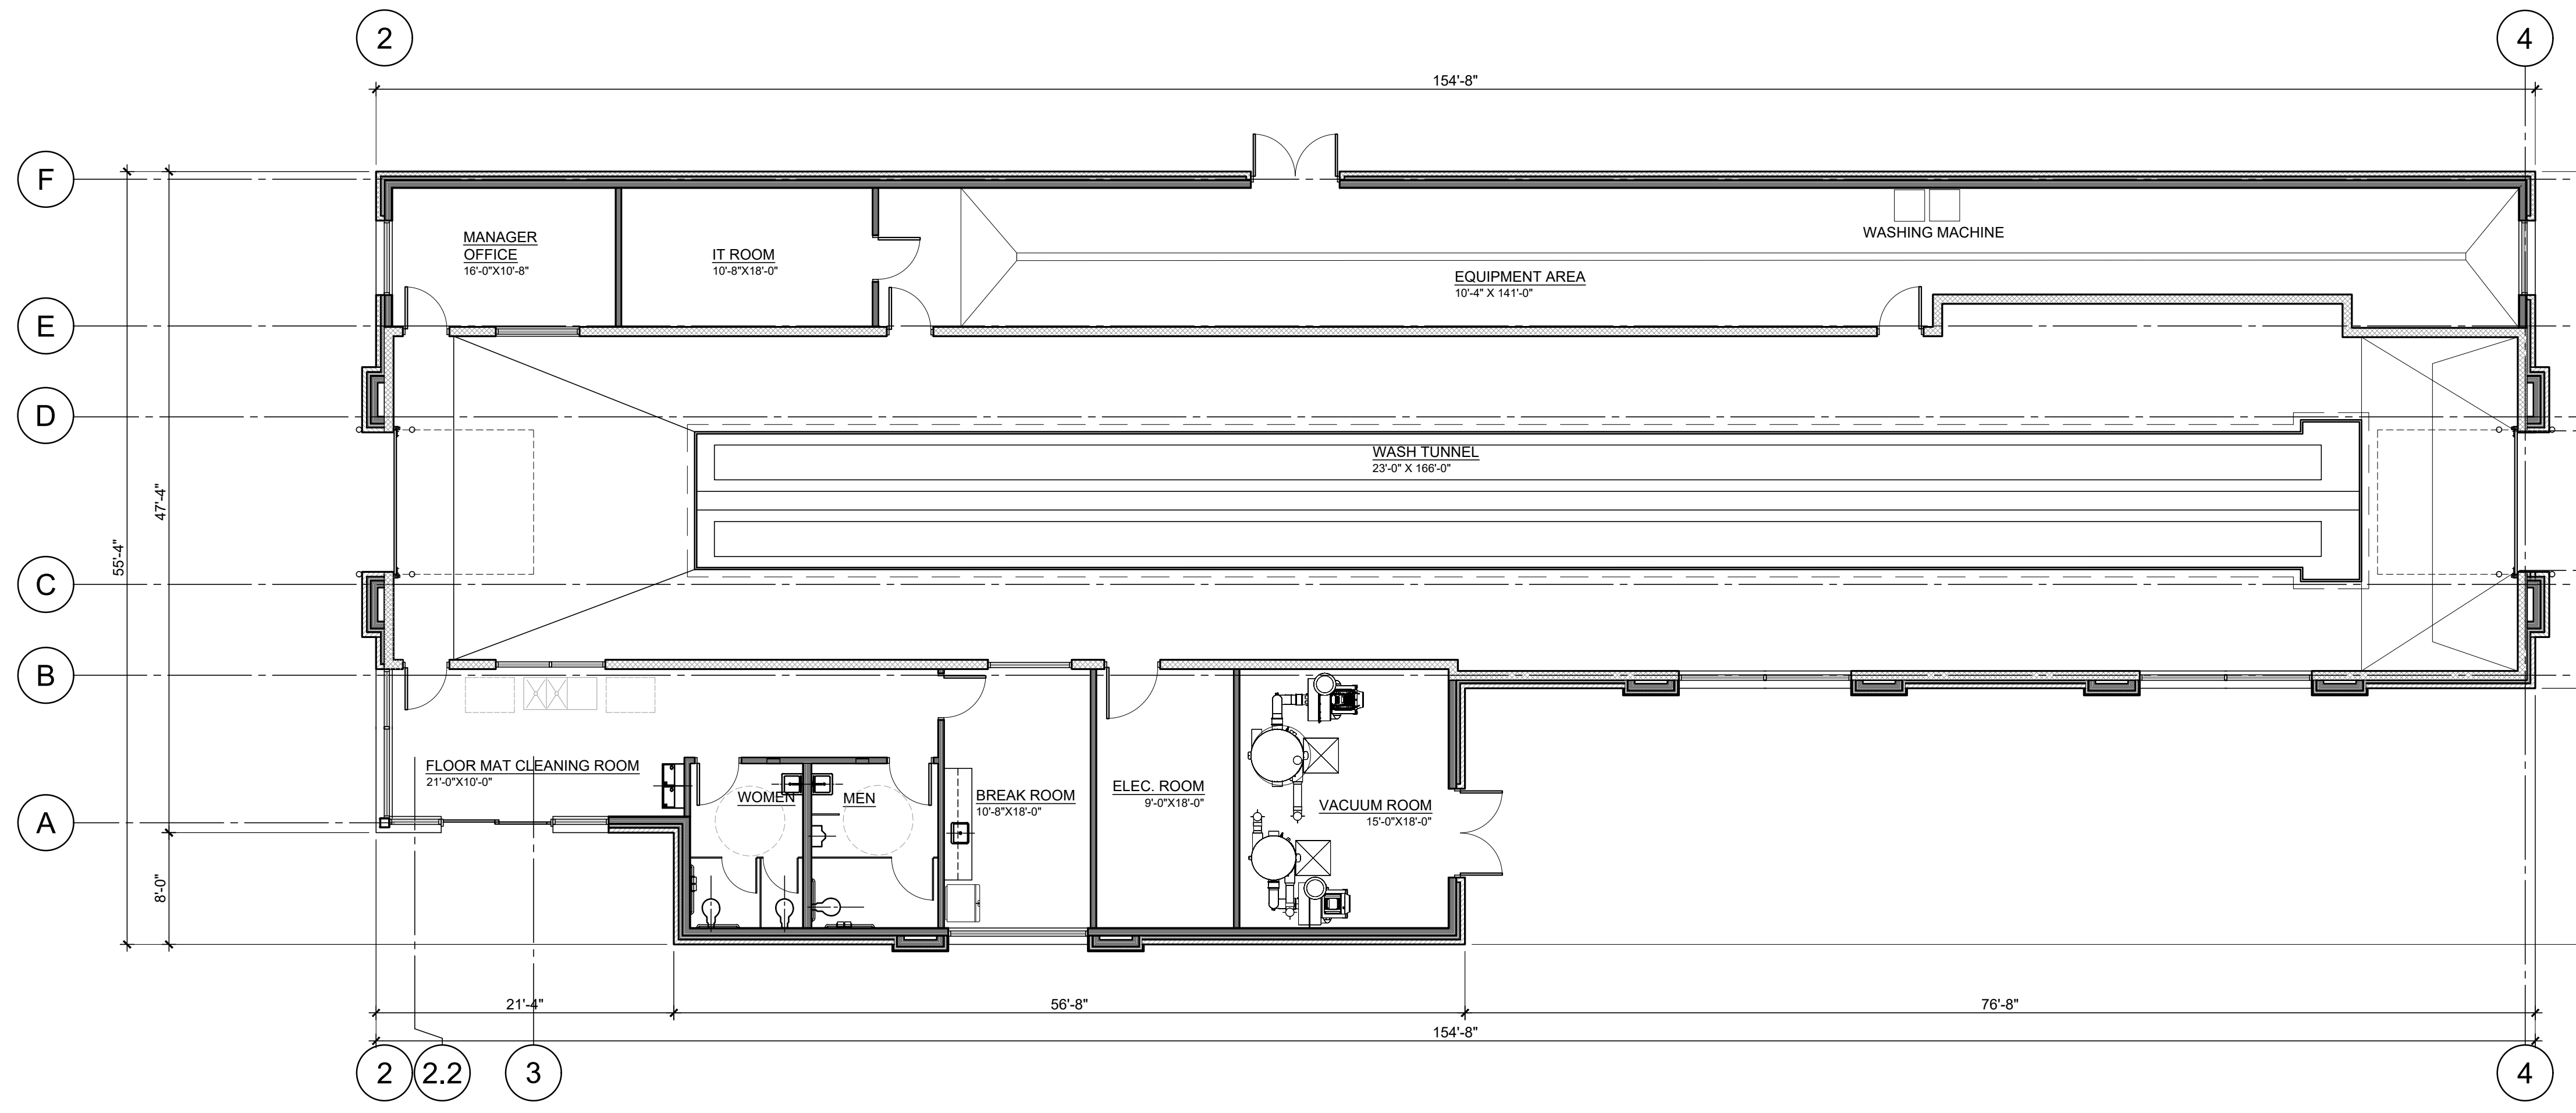 2
4
154'-8"
F
MANAGER
OFFICE
16'-0"X10'-8"
IT ROOM
10'-8"X18'-0"
WASHING MACHINE
EQUIPMENT AREA
10'-4" X 141'-0"
E
D
WASH TUNNEL
23'-0" X 166'-0"
47'-4"
55'-4"
C
B
FLOOR MAT CLEANING ROOM
21'-0"X10'-0"
WOMEN
MEN
BREAK ROOM
10'-8"X18'-0"
ELEC. ROOM
9'-0"X18'-0"
VACUUM ROOM
15'-0"X18'-0"
A
8'-0"
21'-4"
56'-8"
76'-8"
154'-8"
2
2.2
3
4